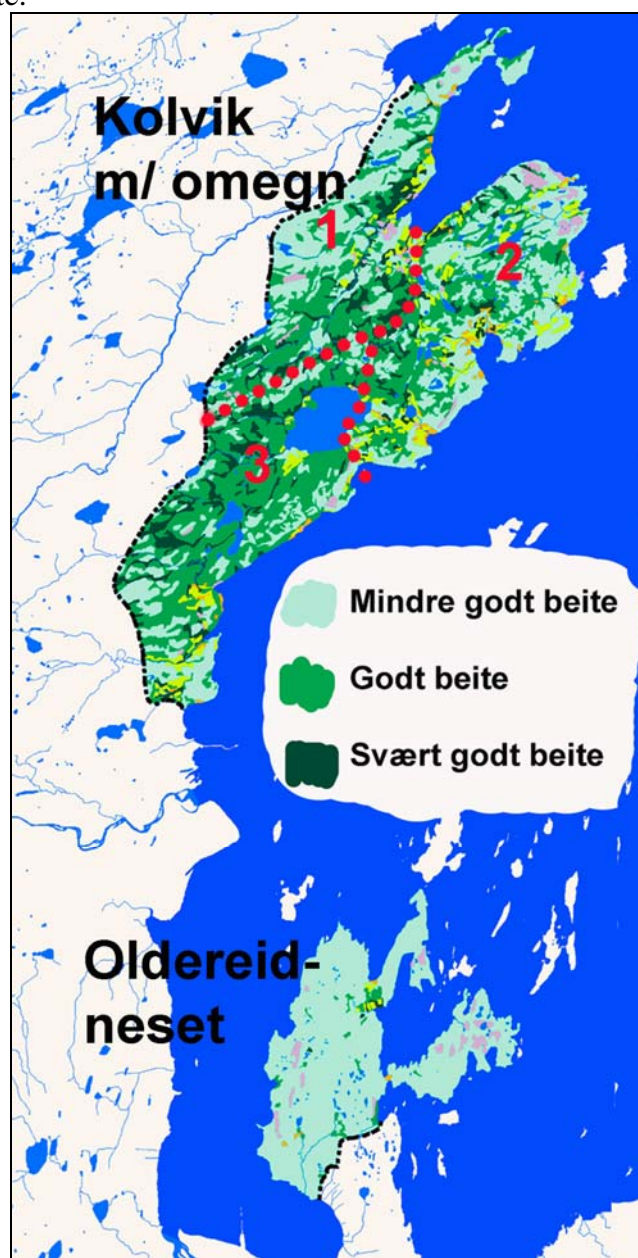 Kolvik
m/ omegn
1
2
3
Mindre godt beite
Godt beite
Svært godt beite
Oldereid-
neset